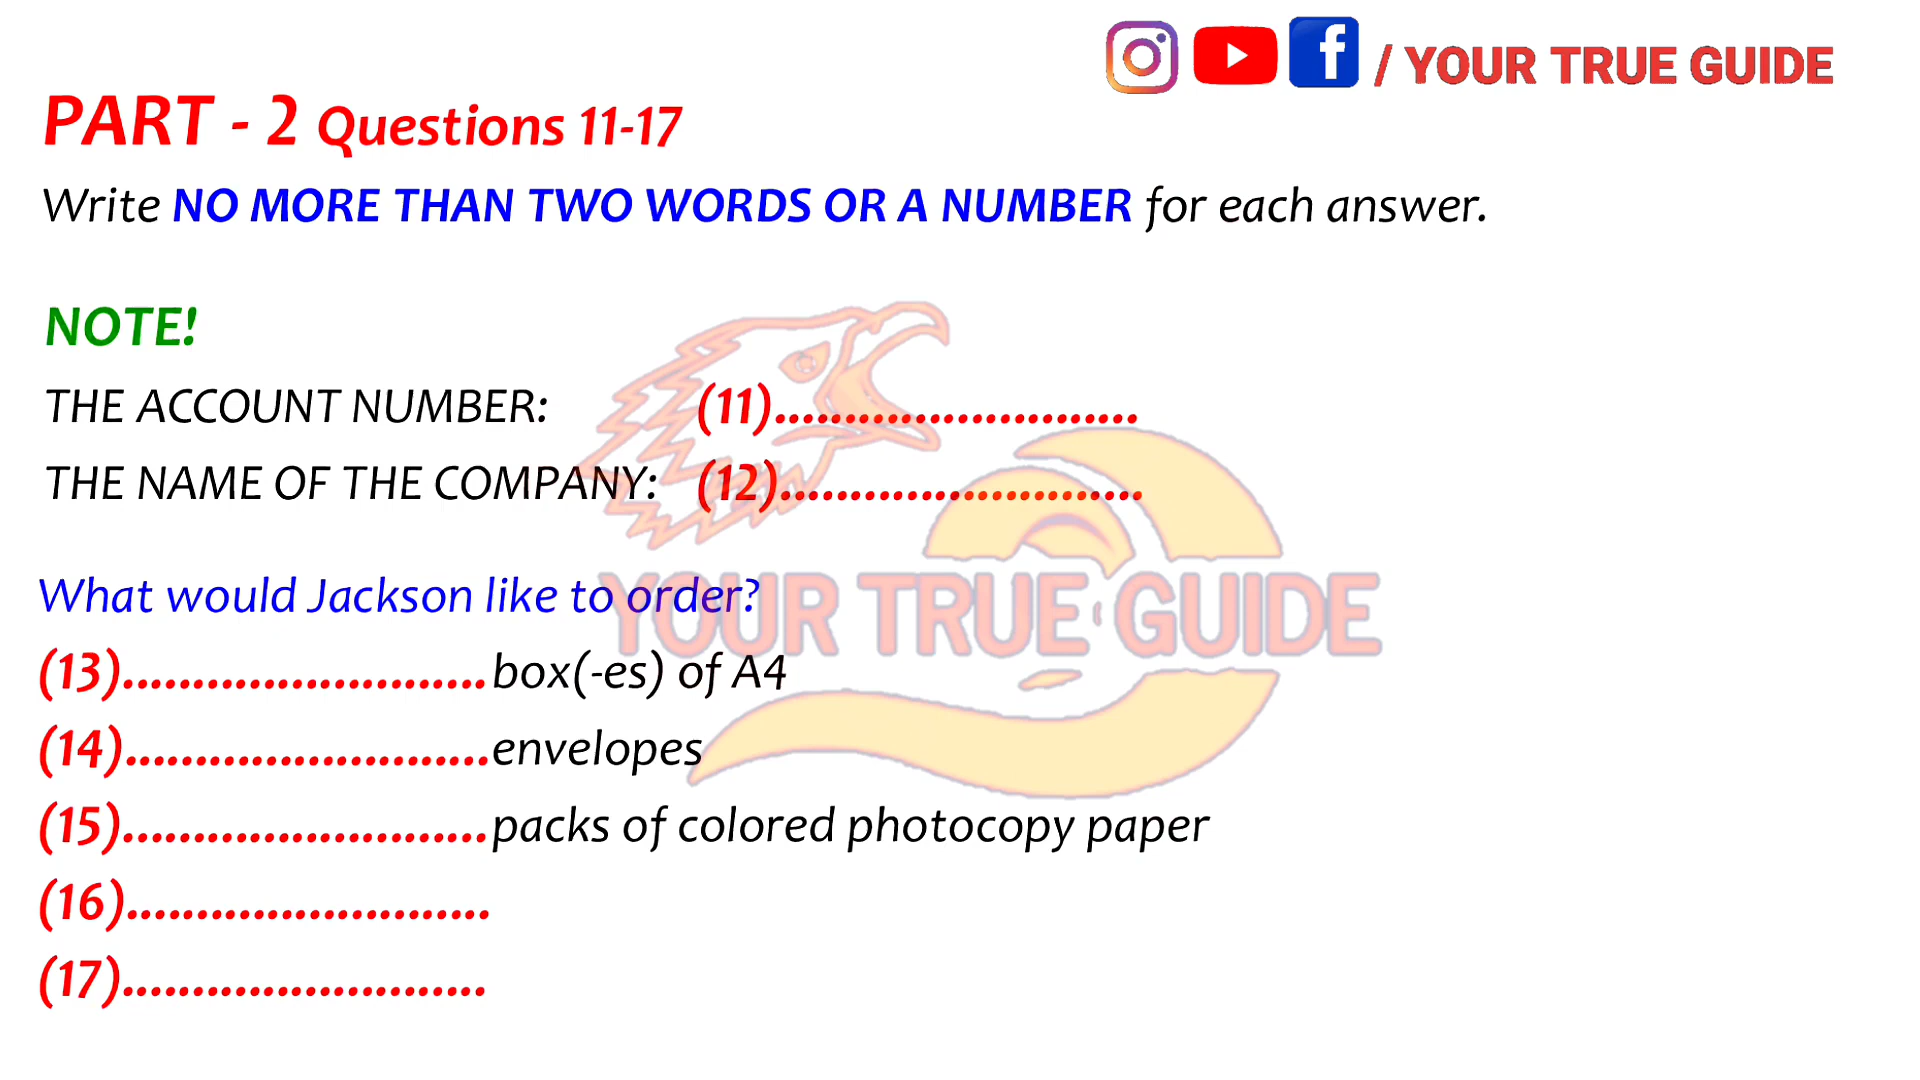 / YOUR TRUE GUIDE
PART - 2 Questions 11-17
Write NO MORE THAN TWO WORDS OR A NUMBER for each answer.
NOTE!
THE ACCOUNT NUMBER: (11)..........................
THE NAME OF THE COMPANY: (12)..........................
YOUR TRUE GUIDE
What would Jackson like to order?
(13)..........................box(-es) of A4
(14)..........................envelopes
(15)..........................packs of colored photocopy paper
(16)..........................
(17)..........................